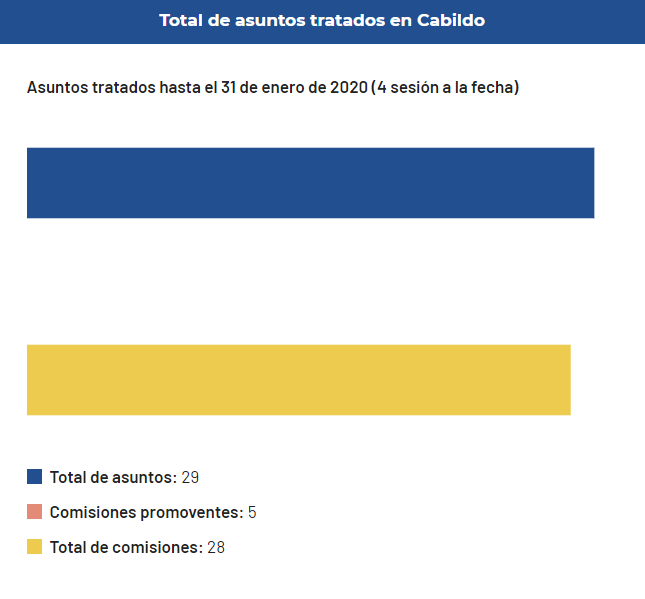 Total de asuntos tratados en Cabildo
Asuntos tratados hasta el 31 de enero de 2020 (4 sesión a la fecha)
Total de asuntos: 29
Comisiones promoventes: 5
Total de comisiones: 28